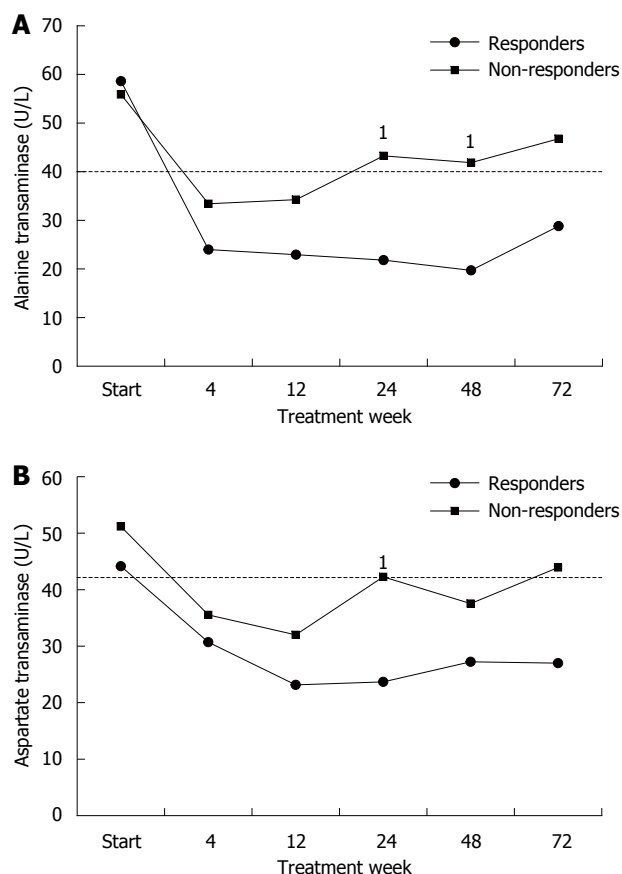 A
Alanine transaminase (U/L)
70
60
50
40
30
20
10
0
Responders
Non-responders
1
1
Start 4 12 24 48 72
Treatment week
B
Aspartate transaminase (U/L)
60
50
40
30
20
10
0
Responders
Non-responders
1
Start 4 12 24 48 72
Treatment week